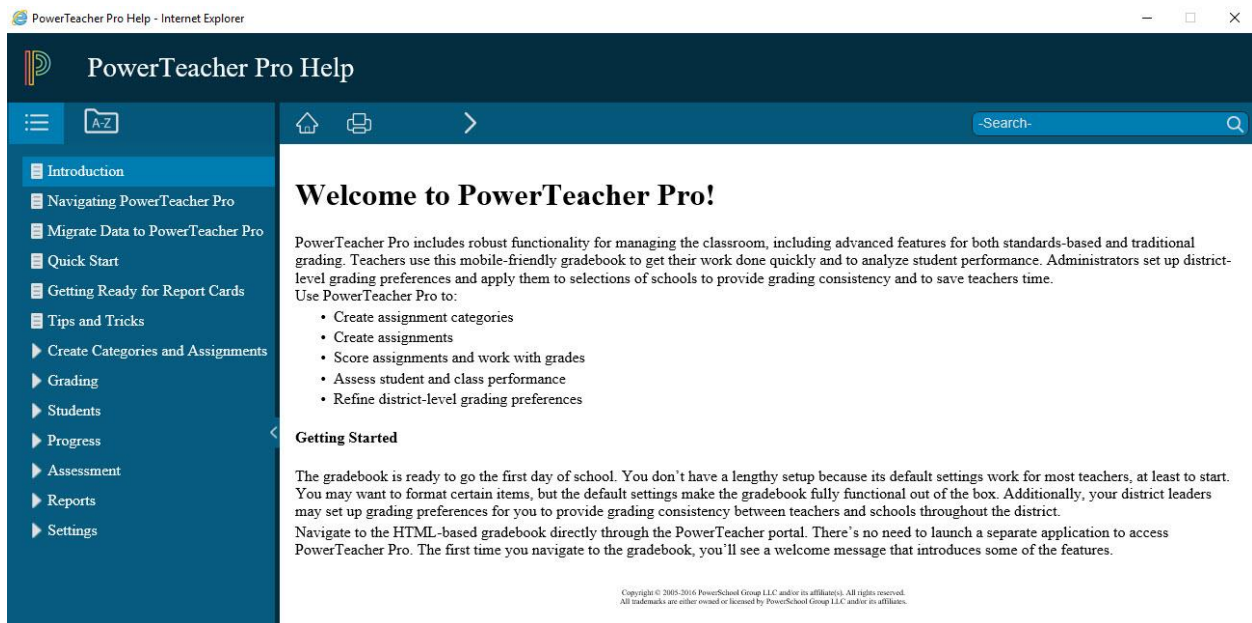 PowerTeacher Pro Help - Internet Explorer
PowerTeacher Pro Help
A-Z
-Search-
Introduction
Navigating PowerTeacher Pro
Migrate Data to PowerTeacher Pro
Quick Start
Getting Ready for Report Cards
Tips and Tricks
Create Categories and Assignments
Grading
Students
Progress
Assessment
Reports
Settings
Welcome to PowerTeacher Pro!
PowerTeacher Pro includes robust functionality for managing the classroom, including advanced features for both standards-based and traditional
grading. Teachers use this mobile-friendly gradebook to get their work done quickly and to analyze student performance. Administrators set up district-
level grading preferences and apply them to selections of schools to provide grading consistency and to save teachers time.
Use PowerTeacher Pro to:
• Create assignment categories
• Create assignments
• Score assignments and work with grades
• Assess student and class performance
• Refine district-level grading preferences
Getting Started
The gradebook is ready to go the first day of school. You don’t have a lengthy setup because its default settings work for most teachers, at least to start.
You may want to format certain items, but the default settings make the gradebook fully functional out of the box. Additionally, your district leaders
may set up grading preferences for you to provide grading consistency between teachers and schools throughout the district.
Navigate to the HTML-based gradebook directly through the PowerTeacher portal. There’s no need to launch a separate application to access
PowerTeacher Pro. The first time you navigate to the gradebook, you’ll see a welcome message that introduces some of the features.
Copyright © 2005-2016 PowerSchool Group LLC and/or its affiliate(s). All rights reserved.
All trademarks are either owned or licensed by PowerSchool Group LLC and/or its affiliates.